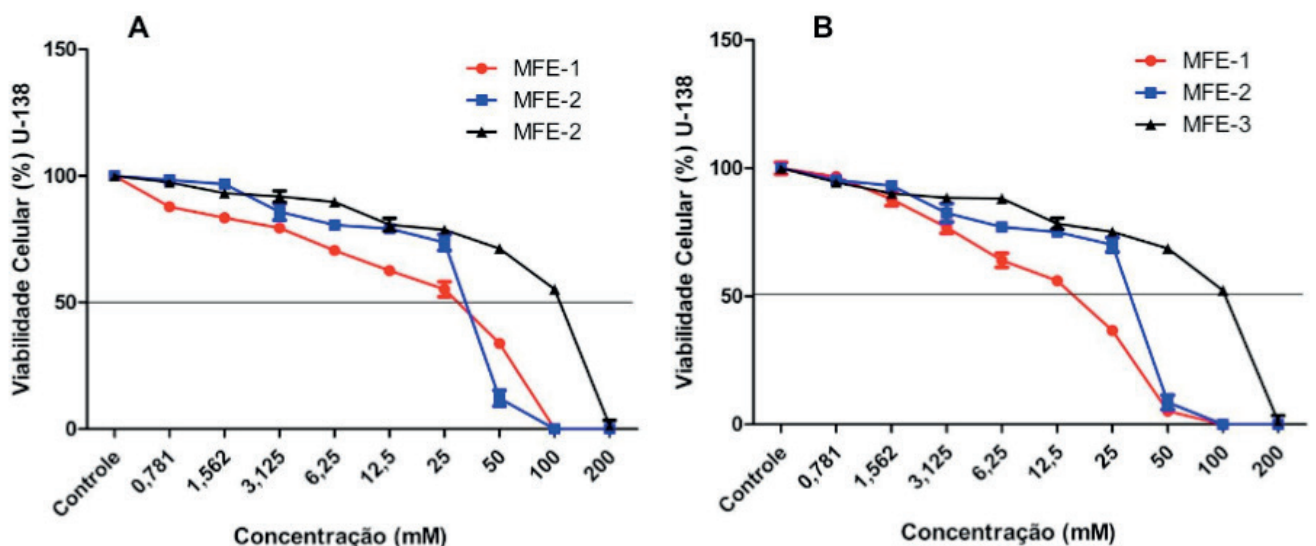 A
Viabilidade Celular (%) U-138
150
100
50
0
MFE-1
MFE-2
MFE-2
Controle
0,781
1,562
3,125
6,25
12,5
25
50
100
200
Concentração (mM)
B
Viabilidade Celular (%) U-138
150
100
50
0
MFE-1
MFE-2
MFE-3
Controle
0,781
1,562
3,125
6,25
12,5
25
50
100
200
Concentração (mM)